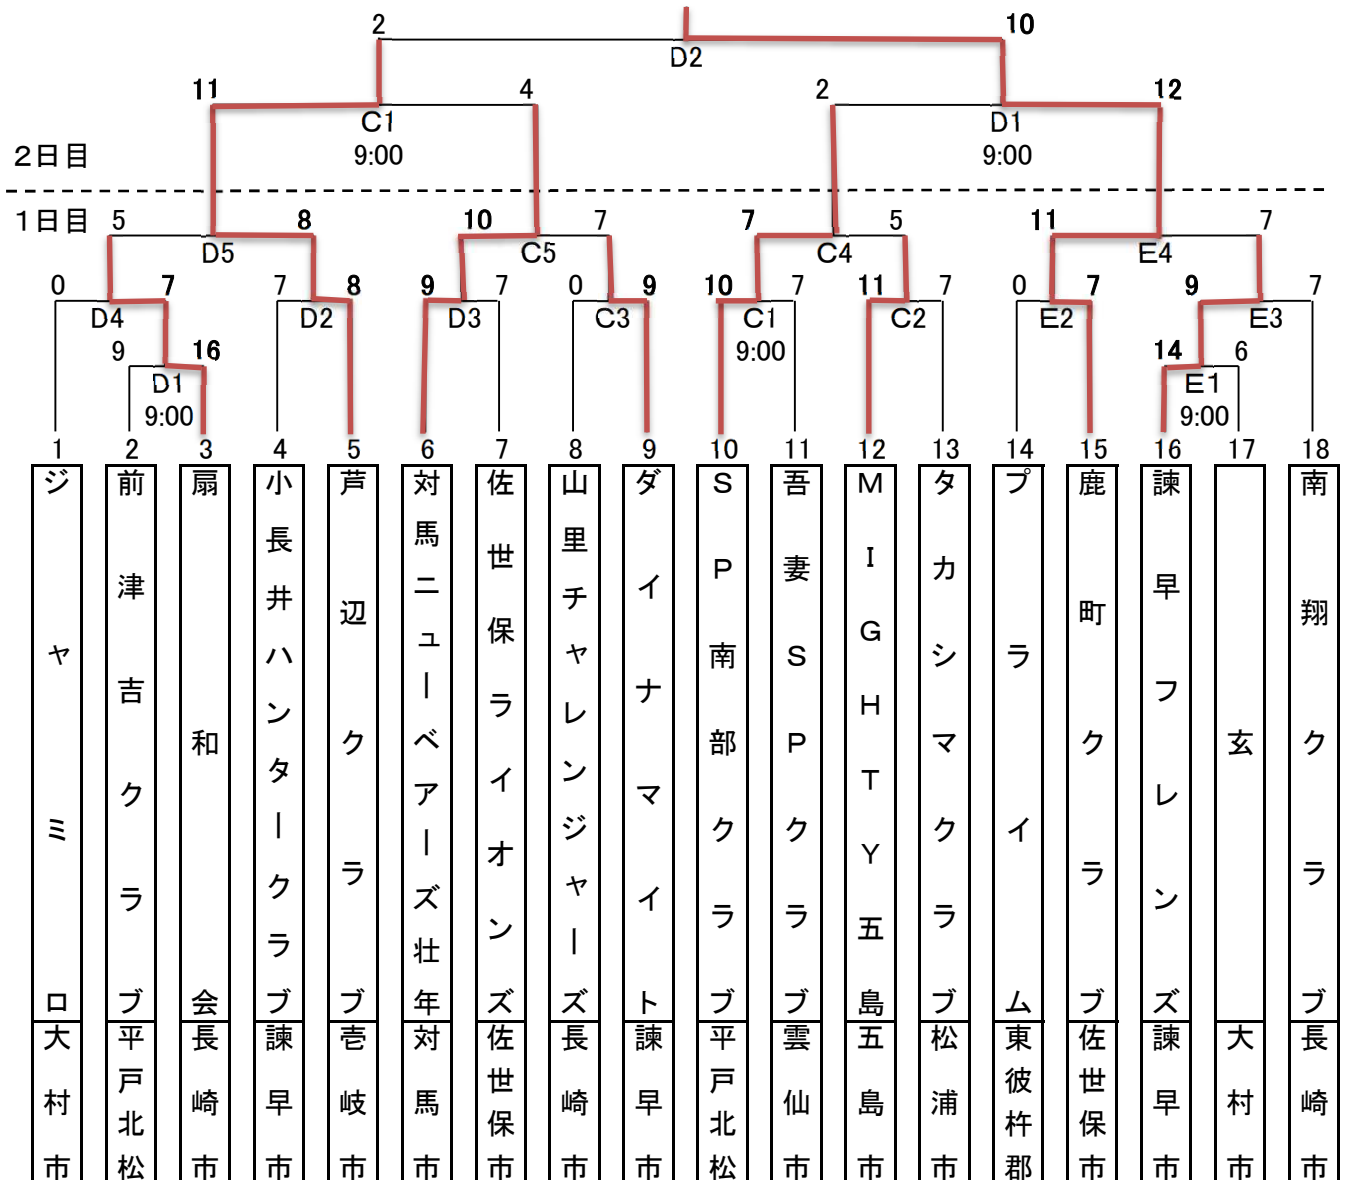 2 10
D2
11 4 2 12
C1 D1
2日目 9:00 9:00
1日目 5 8 10 7 7 5 11 7
D5 C5 C4 E4
0 7 7 8 9 7 0 9 10 7 11 7 0 7 9 7
D4 D2 D3 C3 C1 C2 E2 E3
9 16 9:00 14 6
D1 E1
9:00 9:00
1 2 3 4 5 6 7 8 9 10 11 12 13 14 15 16 17 18
ジャミロ
前津吉クラブ
扇和会
小長井ハンタークラブ
芦辺クラブ
対馬ニューベアーズ壮年
佐世保ライオンズ
山里チャレンジャーズ
ダイナマイト
SP南部クラブ
吾妻SPクラブ
MIGHTY五島
タカシマクラブ
プライム
鹿町クラブ
諫早フレンズ
玄
南翔クラブ
大村市
平戸北松
長崎市
諫早市
壱岐市
対馬市
佐世保市
長崎市
諫早市
平戸北松
雲仙市
五島市
松浦市
東彼杵郡
佐世保市
諫早市
大村市
長崎市